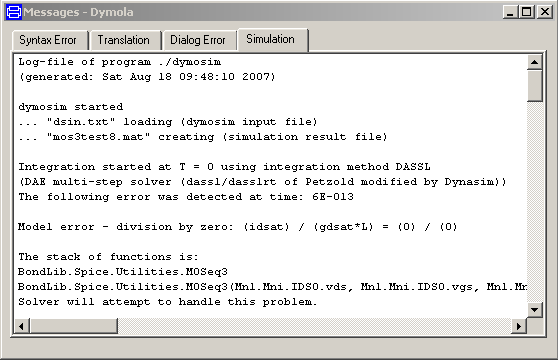 Messages - Dymola
Syntax Error Translation Dialog Error Simulation
Log-file of program ./dymosim
(generated: Sat Aug 18 09:48:10 2007)
dymosim started
... "dsin.txt" loading (dymosim input file)
... "mos3test8.mat" creating (simulation result file)
Integration started at T = 0 using integration method DASSL
(DAE multi-step solver (dassl/dasslrt of Petzold modified by Dynasim))
The following error was detected at time: 6E-013
Model error - division by zero: (idsat) / (gdsat*L) = (0) / (0)
The stack of functions is:
BondLib.Spice.Utilities.MOSeq3
BondLib.Spice.Utilities.MOSeq3(Mnl.Mni.IDS0.vds, Mnl.Mni.IDS0.vgs, Mnl.Mn
Solver will attempt to handle this problem.